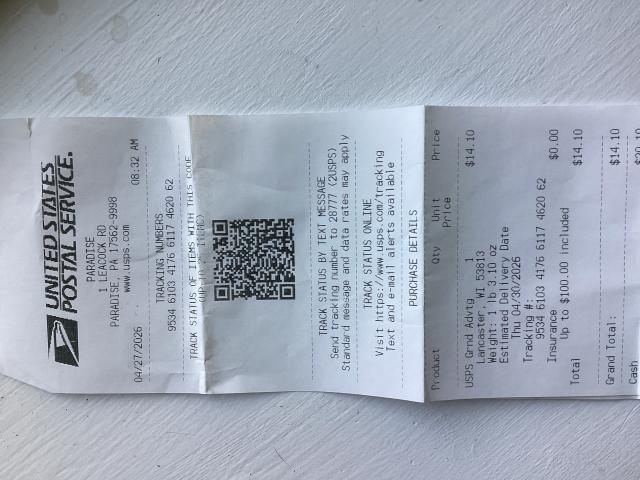 UNITED STATES
POSTAL SERVICE.
PARADISE
1 LEACOCK RD
PARADISE, PA 17562-9998
www.usps.com
04/27/2026 08:32 AM
TRACKING NUMBERS
9534 6103 4176 6117 4620 62
TRACK STATUS OF ITEMS WITH THIS CODE
(UP TO 25 ITEMS)
TRACK STATUS BY TEXT MESSAGE
Send tracking number to 28777 (2USPS)
Standard message and data rates may apply
TRACK STATUS ONLINE
Visit https://www.usps.com/tracking
Text and e-mail alerts available
PURCHASE DETAILS
Product Qty Unit Price
Price
USPS Grnd Advtg 1 $14.10
Lancaster, WI 53813
Weight: 1 lb 3.10 oz
Estimated Delivery Date
Thu 04/30/2026
Tracking #:
9534 6103 4176 6117 4620 62
Insurance $0.00
Up to $100.00 included
Total $14.10
Grand Total: $14.10
Cash